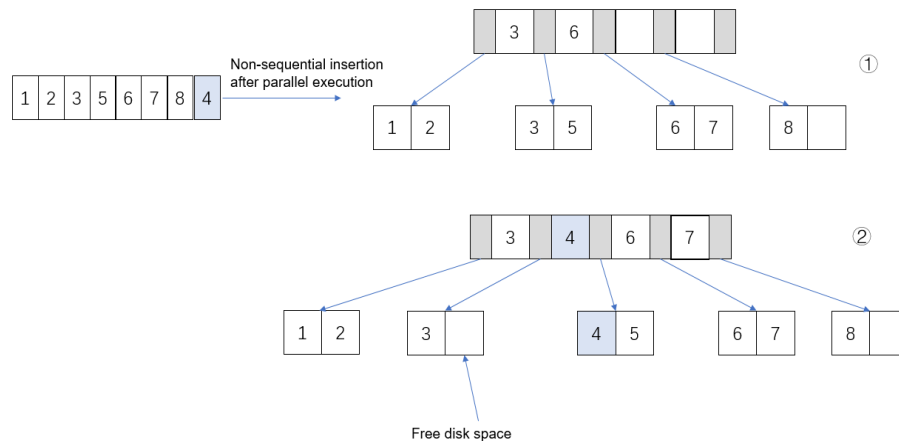 3 6
①
Non-sequential insertion
after parallel execution
1 2 3 5 6 7 8 4
1 2 3 5 6 7 8
3 4 6 7
②
1 2 3 4 5 6 7 8
Free disk space